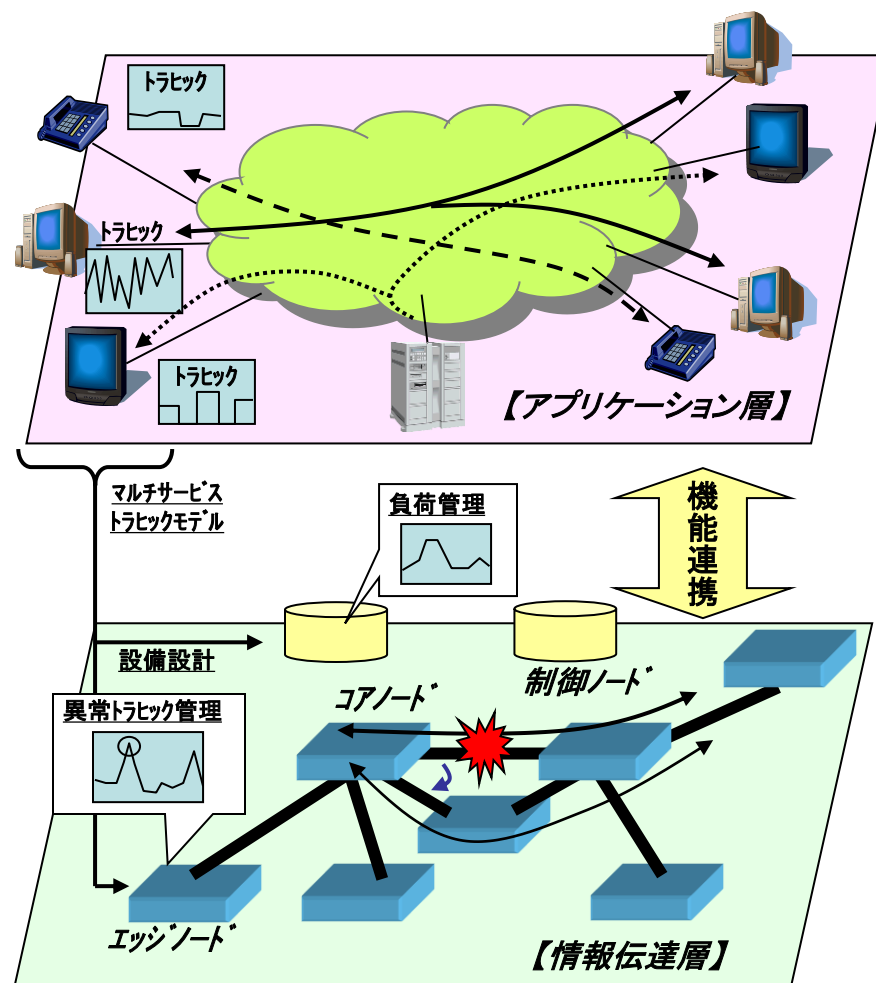 トラヒック
トラヒック
トラヒック
【アプリケーション層】
マルチサービス
トラヒックモデル
負荷管理
機能連携
設備設計
制御ノード
コアノード
異常トラヒック管理
エッジノード
【情報伝達層】